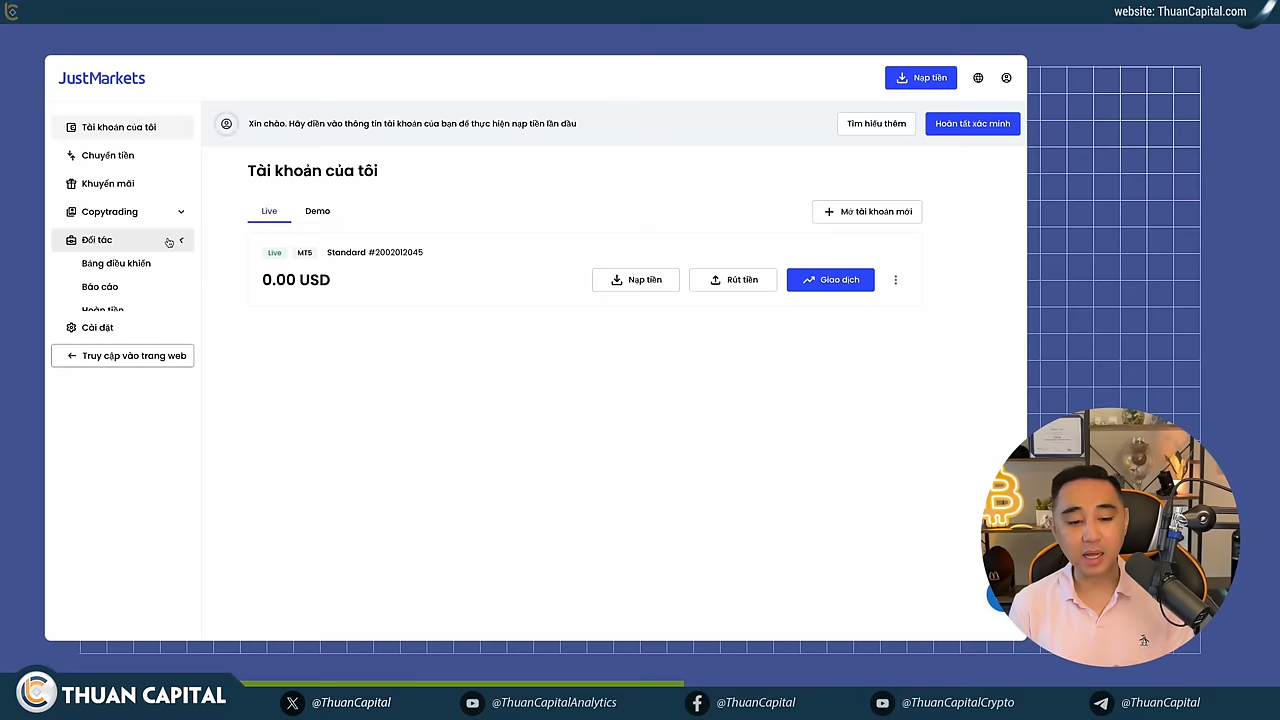 website: ThuanCapital.com
JustMarkets
Nạp tiền
Tài khoản của tôi
Chuyển tiền
Khuyến mãi
Copytrading
Đối tác
Bảng điều khiển
Báo cáo
Hoàn tiền
Cài đặt
Truy cập vào trang web
Xin chào. Hãy điền vào thông tin tài khoản của bạn để thực hiện nạp tiền lần đầu
Tìm hiểu thêm
Hoàn tất xác minh
Tài khoản của tôi
Live
Demo
Mở tài khoản mới
Live
MT5
Standard #2002012045
0.00 USD
Nạp tiền
Rút tiền
Giao dịch
THUAN CAPITAL
@ThuanCapital
@ThuanCapitalAnalytics
@ThuanCapital
@ThuanCapitalCrypto
@ThuanCapital